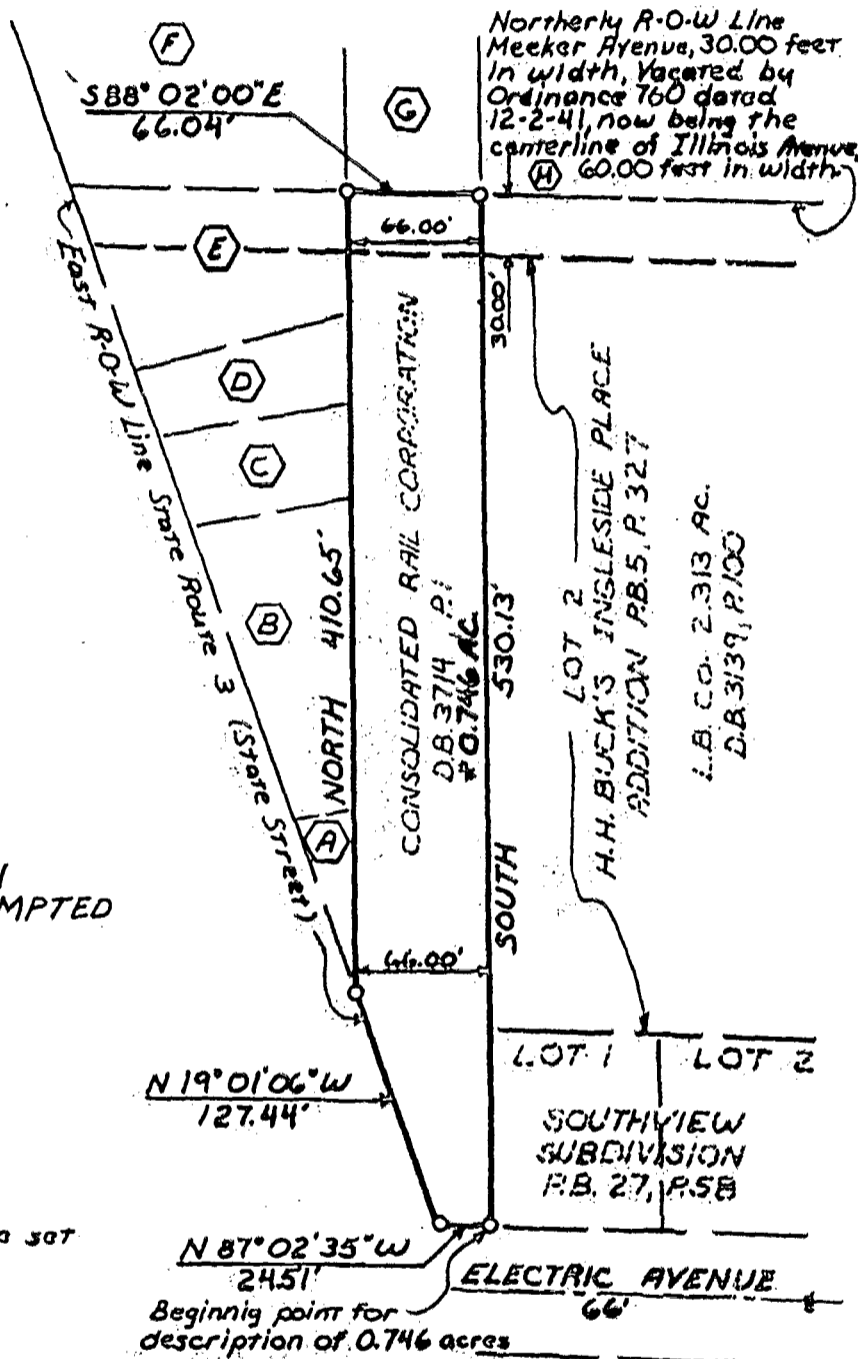 F
Northerly R-O-W Line
Meeker Avenue, 30.00 feet
in width, Vacated by
Ordinance 760 dated
12-2-41, now being the
centerline of Illinois Avenue,
60.00 feet in width
S 88° 02' 00" E
66.04'
G
H
66.00'
E
30.00'
East R-O-W Line State Route 3 (State Street)
D
C
B
A
NORTH 410.65'
CONSOLIDATED RAIL CORPORATION
D.B. 3714 P.1
# 0.746 AC.
SOUTH 530.13'
LOT 2
H.H. BUCK'S INGLESIDE PLACE
ADDITION P.B. 5, P. 327
L.B. CO. 2.313 AC.
D.B. 3139, P. 100
MPTED
66.00'
N 19° 01' 06" W
127.44'
LOT 1 LOT 2
SOUTHVIEW
SUBDIVISION
P.B. 27, P. 58
set
N 87° 02' 35" W
24.51'
ELECTRIC AVENUE
66'
Beginnig point for
description of 0.746 acres